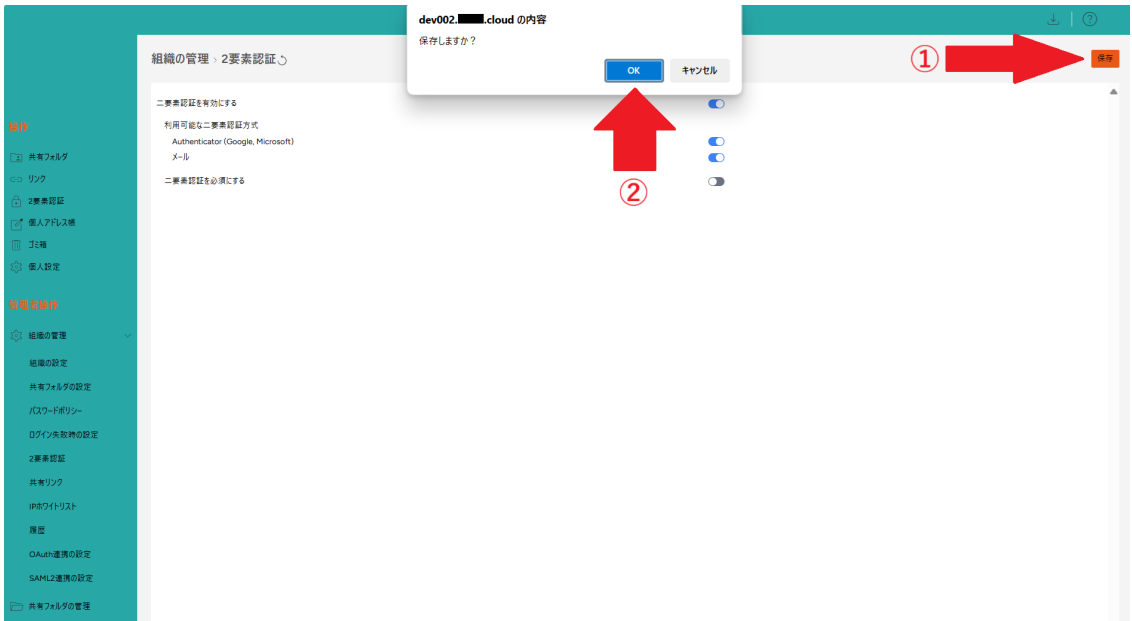 dev002. .cloud の内容
保存しますか？
OK
キャンセル
①
保存
②
組織の管理 › 2要素認証
二要素認証を有効にする
利用可能な二要素認証方式
Authenticator (Google, Microsoft)
メール
二要素認証を必須にする
操作
共有フォルダ
リンク
2要素認証
個人アドレス帳
ゴミ箱
個人設定
管理者操作
組織の管理
組織の設定
共有フォルダの設定
パスワードポリシー
ログイン失敗時の設定
2要素認証
共有リンク
IPホワイトリスト
履歴
OAuth連携の設定
SAML2連携の設定
共有フォルダの管理